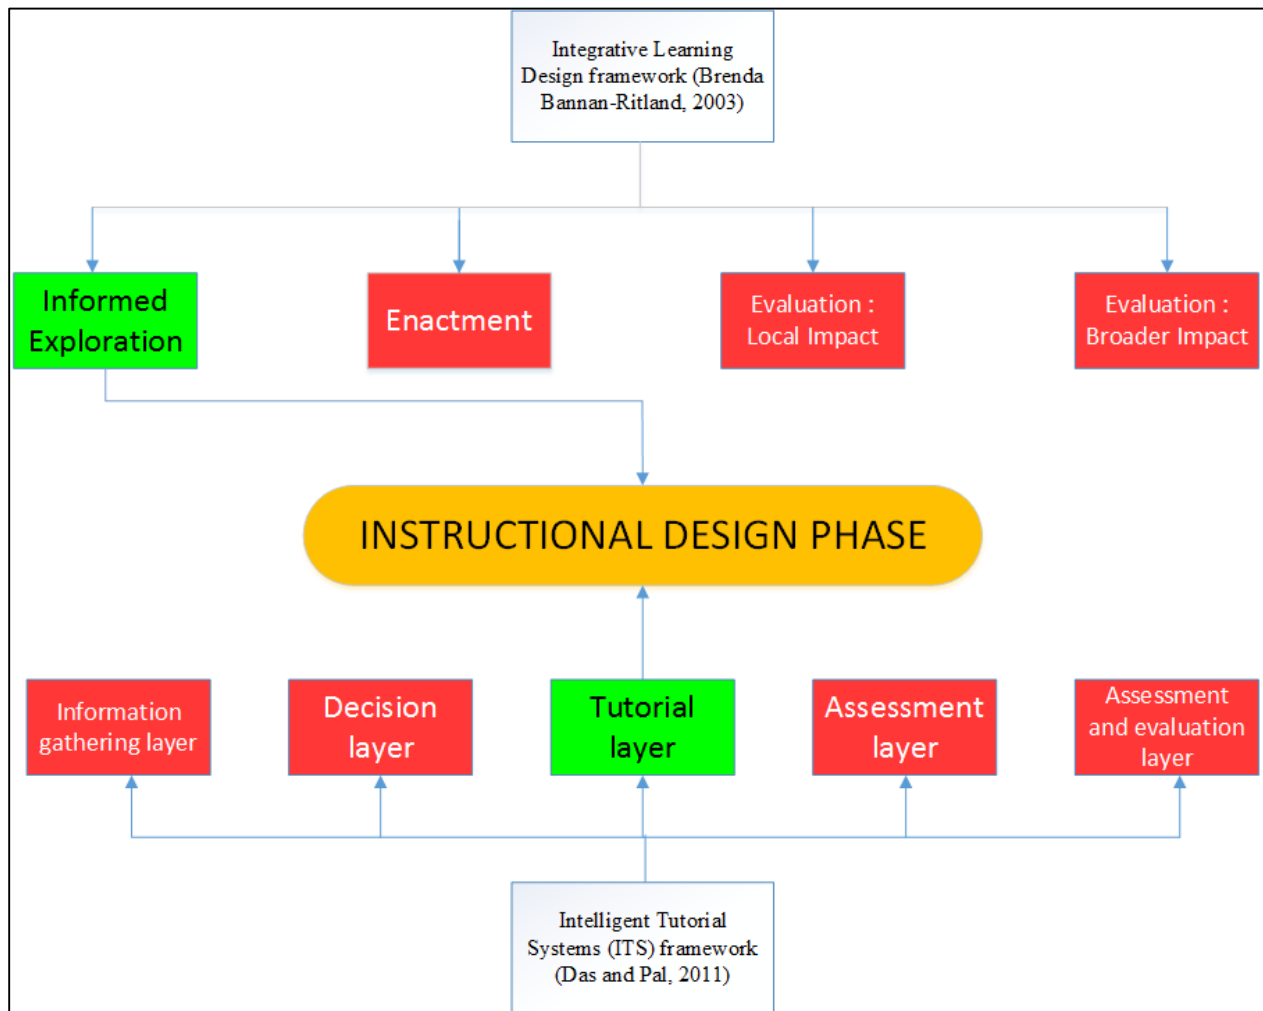 Integrative Learning
Design framework (Brenda
Bannan-Ritland, 2003)
Informed
Exploration
Enactment
Evaluation :
Local Impact
Evaluation :
Broader Impact
INSTRUCTIONAL DESIGN PHASE
Information
gathering layer
Decision
layer
Tutorial
layer
Assessment
layer
Assessment
and evaluation
layer
Intelligent Tutorial
Systems (ITS) framework
(Das and Pal, 2011)